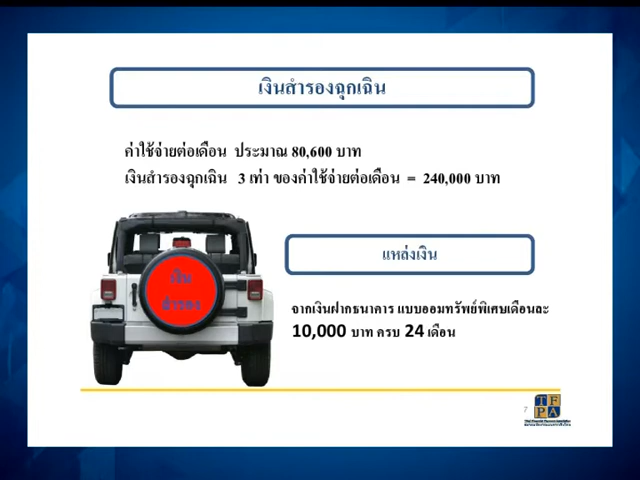 เงินสำรองฉุกเฉิน
ค่าใช้จ่ายต่อเดือน ประมาณ 80,600 บาท
เงินสำรองฉุกเฉิน 3 เท่า ของค่าใช้จ่ายต่อเดือน = 240,000 บาท
แหล่งเงิน
เงิน
สำรอง
จากเงินฝากธนาคาร แบบออมทรัพย์พิเศษเดือนละ
10,000 บาท ครบ 24 เดือน
7
TF
PA